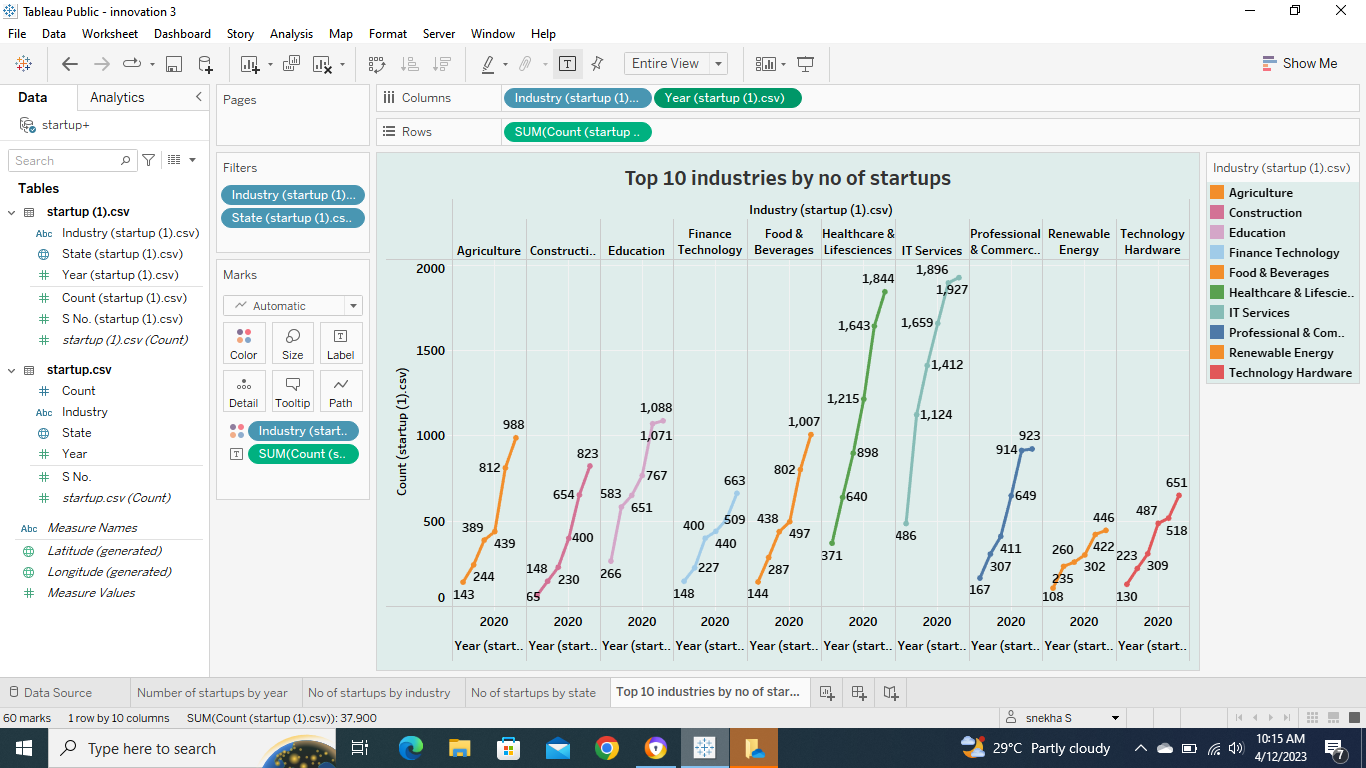 Tableau Public - innovation 3
File Data Worksheet Dashboard Story Analysis Map Format Server Window Help
Entire View
Show Me
Data Analytics
startup+
Search
Tables
startup (1).csv
Abc Industry (startup (1).csv)
State (startup (1).csv)
Year (startup (1).csv)
Count (startup (1).csv)
S No. (startup (1).csv)
startup (1).csv (Count)
startup.csv
Count
Abc Industry
State
Year
S No.
startup.csv (Count)
Abc Measure Names
Latitude (generated)
Longitude (generated)
Measure Values
Pages
Filters
Industry (startup (1)...
State (startup (1).cs..
Marks
Automatic
Color Size Label
Detail Tooltip Path
Industry (start..
SUM(Count (s..
Columns Industry (startup (1)... Year (startup (1).csv)
Rows SUM(Count (startup ..
Top 10 industries by no of startups
Industry (startup (1).csv)
Agriculture
Constructi..
Education
Finance
Technology
Food &
Beverages
Healthcare &
Lifesciences
IT Services
Professional
& Commerc..
Renewable
Energy
Technology
Hardware
Count (startup (1).csv)
2000
1500
1000
500
0
143
244
389
439
812
988
65
148
230
400
654
823
266
583
651
767
1,071
1,088
148
227
400
440
509
663
144
287
438
497
802
1,007
371
640
898
1,215
1,643
1,844
486
1,124
1,412
1,659
1,896
1,927
167
307
411
649
914
923
108
235
260
302
422
446
130
223
309
487
518
651
2020 2020 2020 2020 2020 2020 2020 2020 2020 2020
Year (start.. Year (start.. Year (start.. Year (start.. Year (start.. Year (start.. Year (start.. Year (start.. Year (start.. Year (start..
Industry (startup (1).csv)
Agriculture
Construction
Education
Finance Technology
Food & Beverages
Healthcare & Lifescie..
IT Services
Professional & Com..
Renewable Energy
Technology Hardware
Data Source Number of startups by year No of startups by industry No of startups by state Top 10 industries by no of star...
60 marks 1 row by 10 columns SUM(Count (startup (1).csv)): 37,900
snekha S
Type here to search
29°C Partly cloudy
10:15 AM
4/12/2023
7